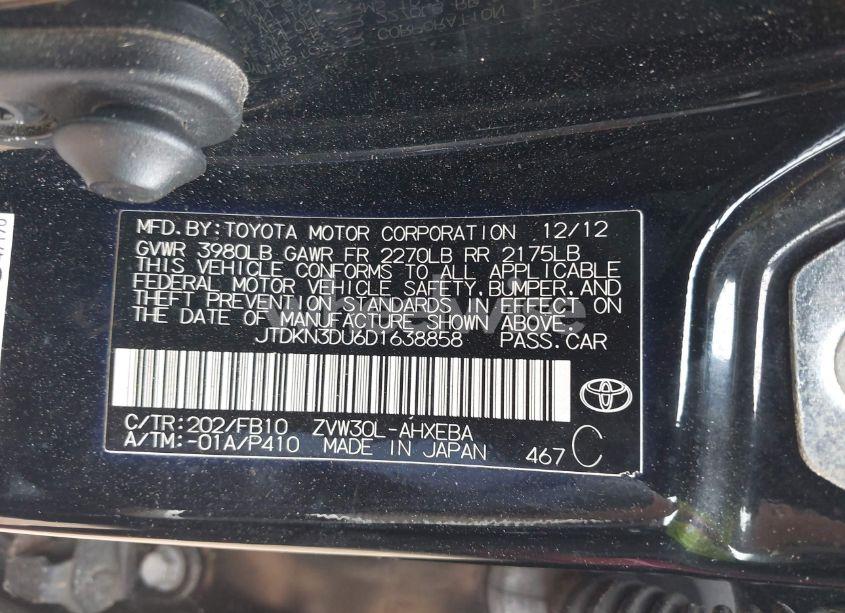 MFD.BY:TOYOTA MOTOR CORPORATION 12/12
GVWR 3980LB GAWR FR 2270LB RR 2175LB
THIS VEHICLE CONFORMS TO ALL APPLICABLE
FEDERAL MOTOR VEHICLE SAFETY, BUMPER, AND
THEFT PREVENTION STANDARDS IN EFFECT ON
THE DATE OF MANUFACTURE SHOWN ABOVE.
JTDKN3DU6D1638858 PASS.CAR
C/TR:202/FB10 ZVW30L-AHXEBA
A/TM:-01A/P410 MADE IN JAPAN 467 C